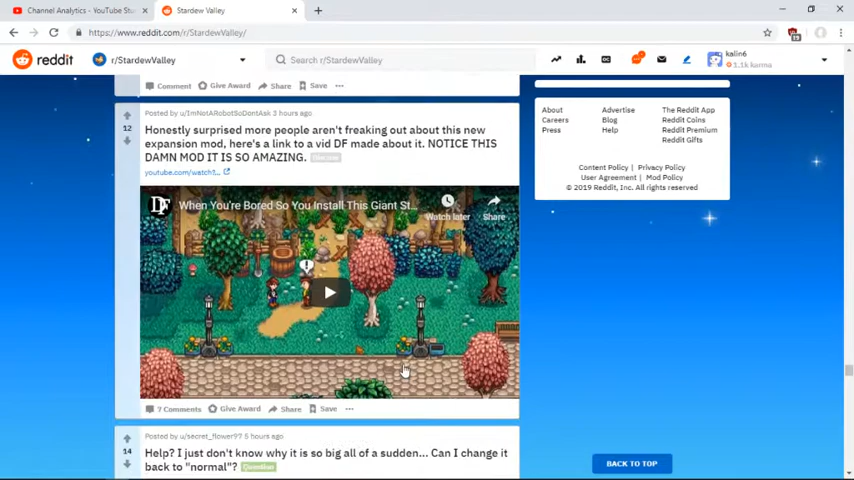 Channel Analytics - YouTube Stu
Stardew Valley
https://www.reddit.com/r/StardewValley/
reddit
r/StardewValley
Search r/StardewValley
kalin6
1.1k karma
Comment
Give Award
Share
Save
Posted by u/ImNotARobotSoDontAsk 3 hours ago
12
Honestly surprised more people aren't freaking out about this new
expansion mod, here's a link to a vid DF made about it. NOTICE THIS
DAMN MOD IT IS SO AMAZING.
youtube.com/watch?...
DF
When You're Bored So You Install This Giant St...
Watch later
Share
7 Comments
Give Award
Share
Save
Posted by u/secret_flower97 5 hours ago
14
Help? I just don't know why it is so big all of a sudden... Can I change it
back to "normal"?
Question
About
Advertise
The Reddit App
Careers
Blog
Reddit Coins
Press
Help
Reddit Premium
Reddit Gifts
Content Policy | Privacy Policy
User Agreement | Mod Policy
© 2019 Reddit, Inc. All rights reserved
BACK TO TOP